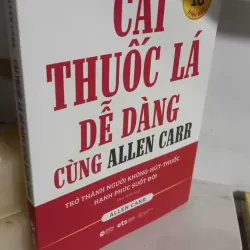 CAI
THUỐC LÁ
DỄ DÀNG
CÙNG ALLEN CARR
TRỞ THÀNH NGƯỜI KHÔNG HÚT THUỐC
HẠNH PHÚC SUỐT ĐỜI
ALLEN CARR